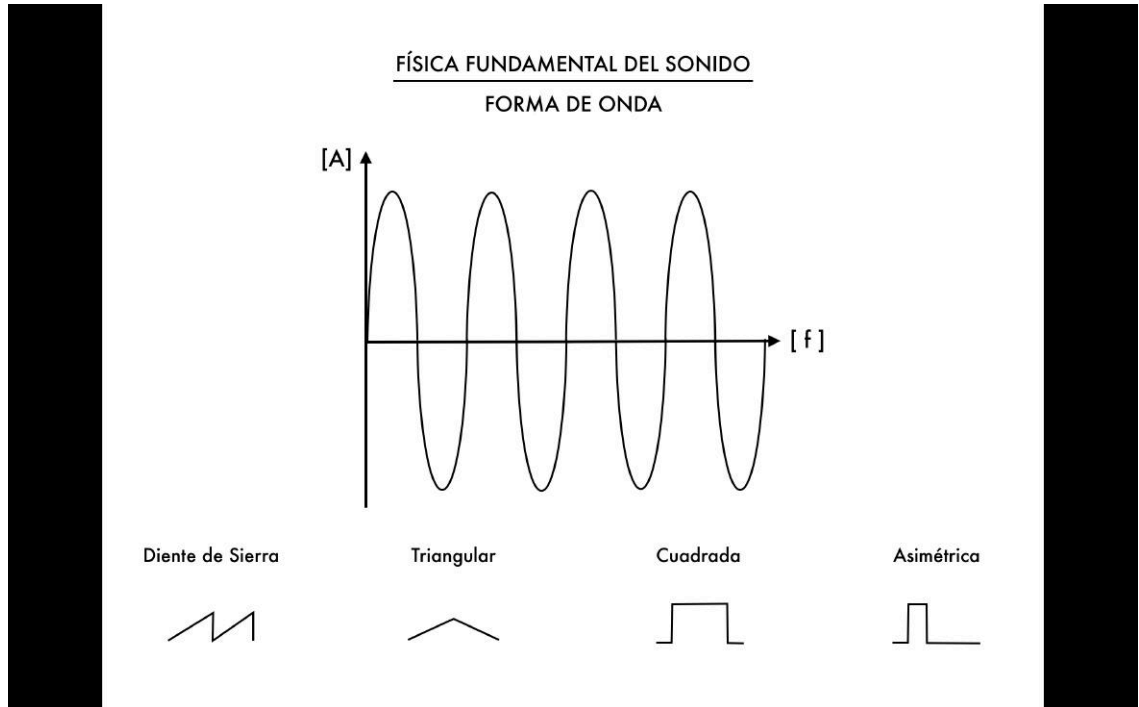 FÍSICA FUNDAMENTAL DEL SONIDO
FORMA DE ONDA
[A]
[ f ]
Diente de Sierra
Triangular
Cuadrada
Asimétrica